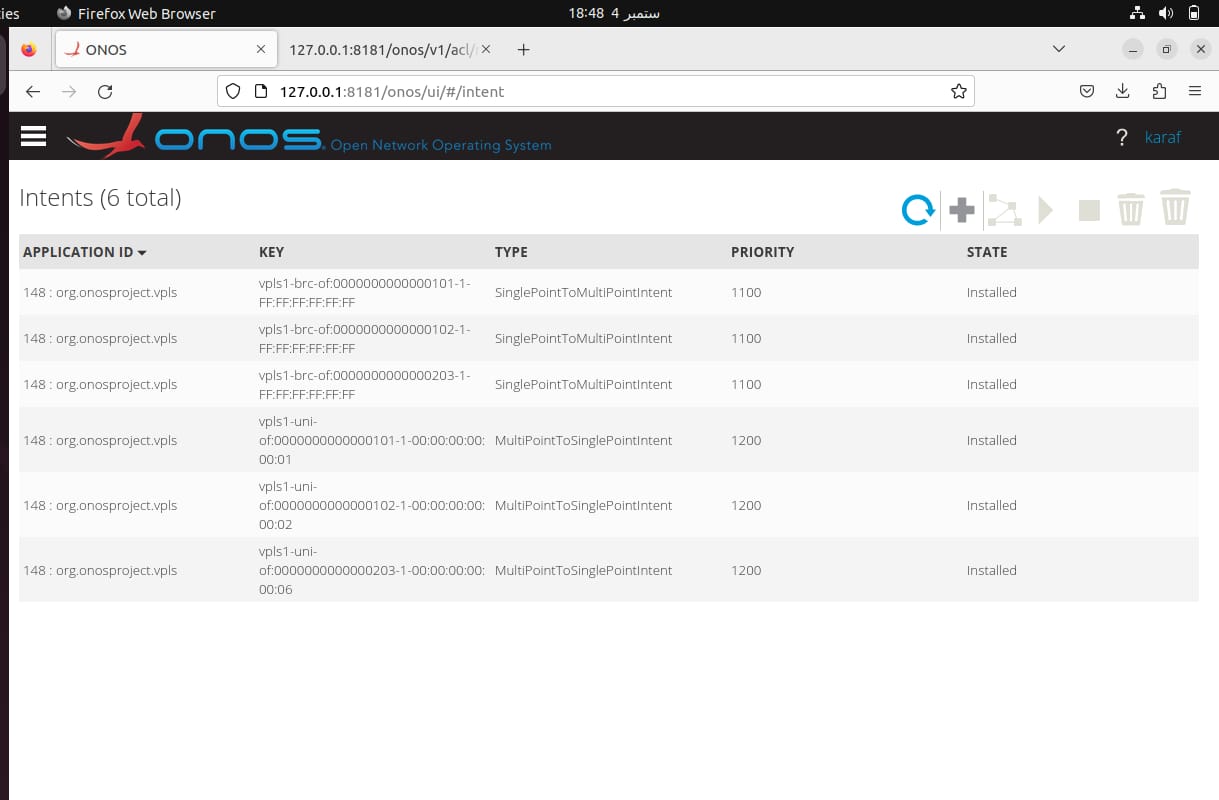 ies Firefox Web Browser 18:48 4 ستمبر
ONOS 127.0.0.1:8181/onos/v1/acl/
127.0.0.1:8181/onos/ui/#/intent
onos Open Network Operating System ? karaf
Intents (6 total)
APPLICATION ID KEY TYPE PRIORITY STATE
vpls1-brc-of:0000000000000101-1-
148 : org.onosproject.vpls SinglePointToMultiPointIntent 1100 Installed
FF:FF:FF:FF:FF:FF
vpls1-brc-of:0000000000000102-1-
148 : org.onosproject.vpls SinglePointToMultiPointIntent 1100 Installed
FF:FF:FF:FF:FF:FF
vpls1-brc-of:0000000000000203-1-
148 : org.onosproject.vpls SinglePointToMultiPointIntent 1100 Installed
FF:FF:FF:FF:FF:FF
vpls1-uni-
148 : org.onosproject.vpls of:0000000000000101-1-00:00:00:00: MultiPointToSinglePointIntent 1200 Installed
00:01
vpls1-uni-
148 : org.onosproject.vpls of:0000000000000102-1-00:00:00:00: MultiPointToSinglePointIntent 1200 Installed
00:02
vpls1-uni-
148 : org.onosproject.vpls of:0000000000000203-1-00:00:00:00: MultiPointToSinglePointIntent 1200 Installed
00:06